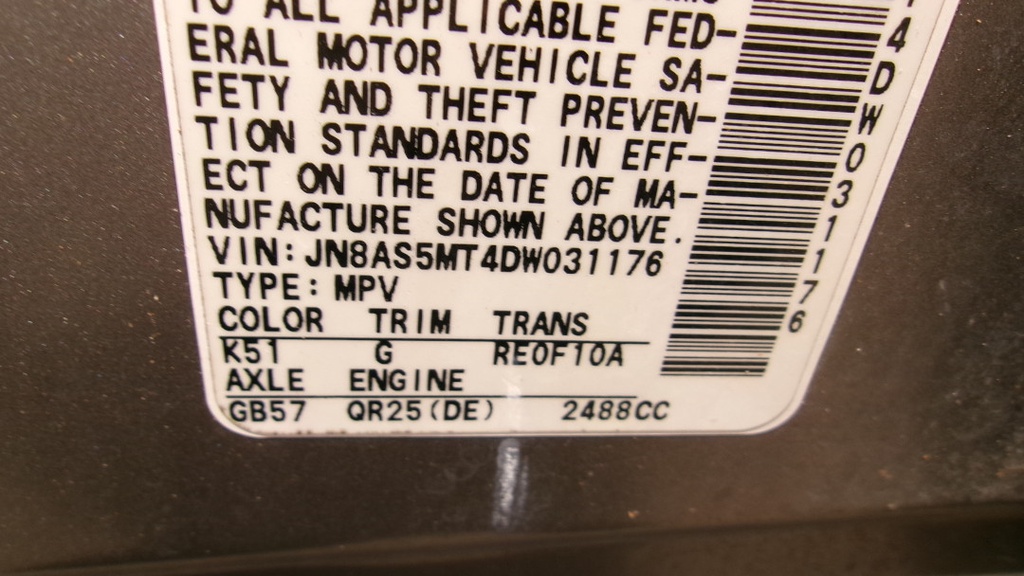 TO ALL APPLICABLE FED-
ERAL MOTOR VEHICLE SA-
FETY AND THEFT PREVEN-
TION STANDARDS IN EFF-
ECT ON THE DATE OF MA-
NUFACTURE SHOWN ABOVE.
VIN: JN8AS5MT4DW031176
TYPE: MPV
COLOR TRIM TRANS
K51 G RE0F10A
AXLE ENGINE
GB57 QR25(DE) 2488CC
4DW031176